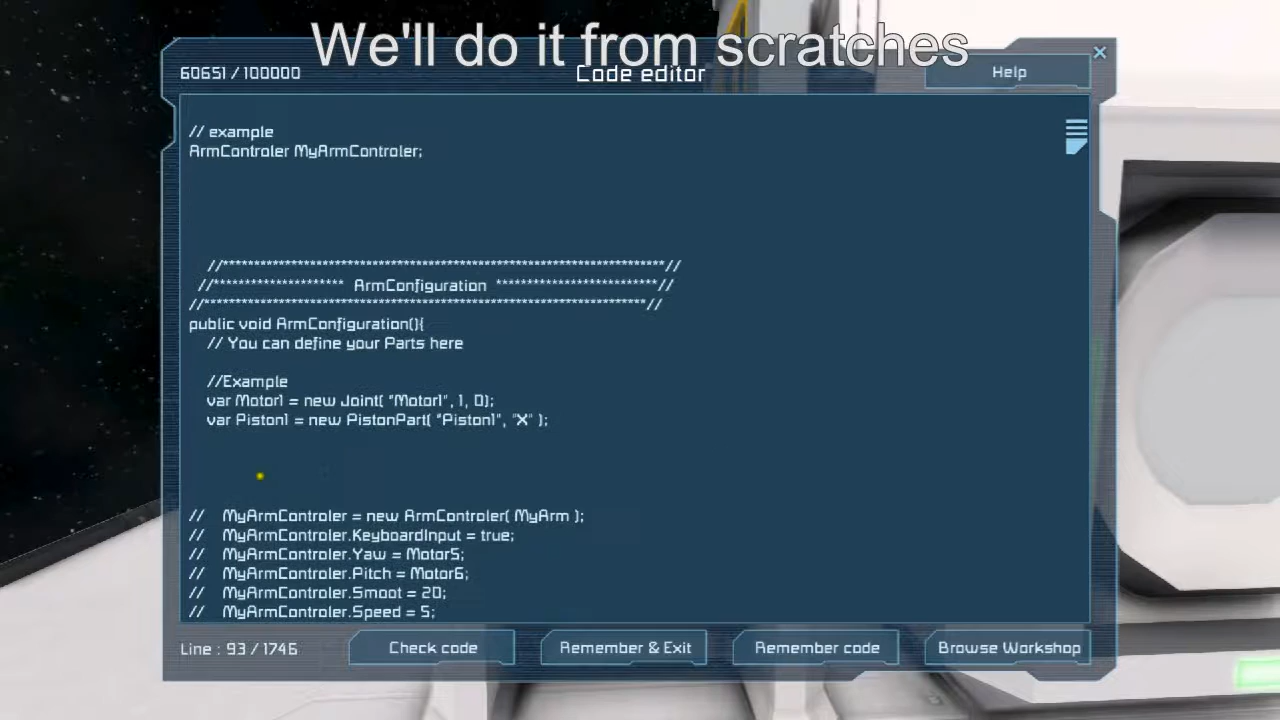 We'll do it from scratches
60651 / 100000
Code editor
Help
// example
ArmControler MyArmControler;
//***********************************************************************//
//********************* ArmConfiguration **************************//
//***********************************************************************//
public void ArmConfiguration(){
// You can define your Parts here
//Example
var Motor1 = new Joint( "Motor1", 1, 0);
var Piston1 = new PistonPart( "Piston1", "X" );
// MyArmControler = new ArmControler( MyArm );
// MyArmControler.KeyboardInput = true;
// MyArmControler.Yaw = Motor5;
// MyArmControler.Pitch = Motor6;
// MyArmControler.Smoot = 20;
// MyArmControler.Speed = 5;
Line : 93 / 1746
Check code
Remember & Exit
Remember code
Browse Workshop